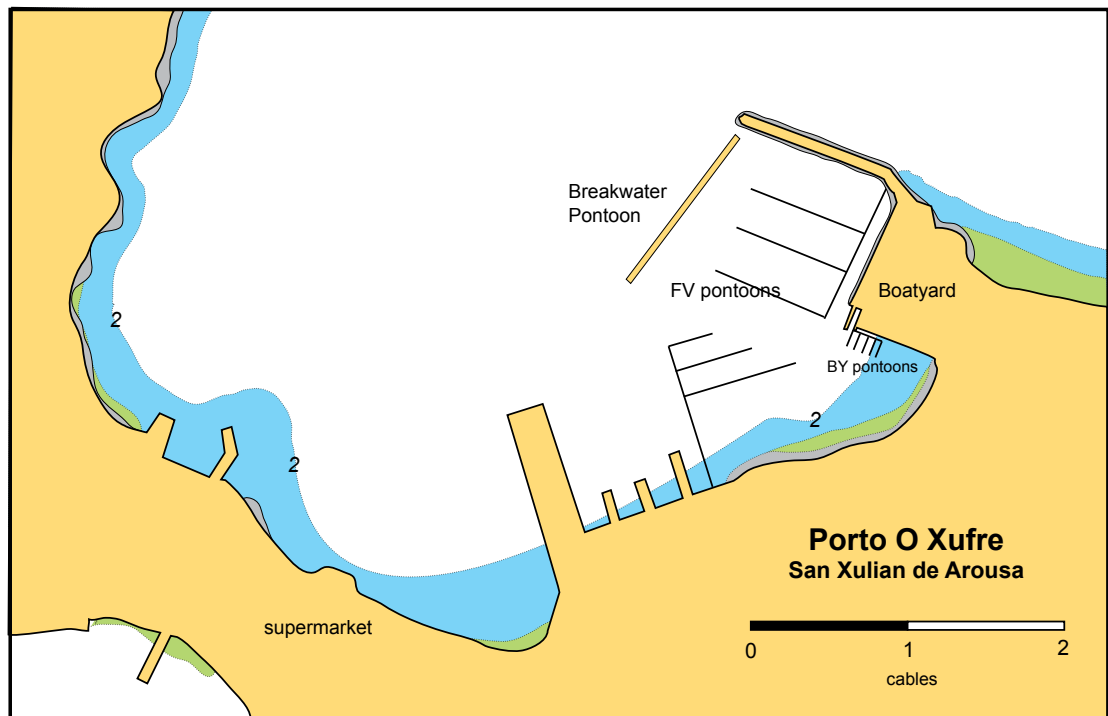 Breakwater
Pontoon
FV pontoons
Boatyard
2
BY pontoons
2
2
Porto O Xufre
San Xulian de Arousa
supermarket
0 1 2
cables